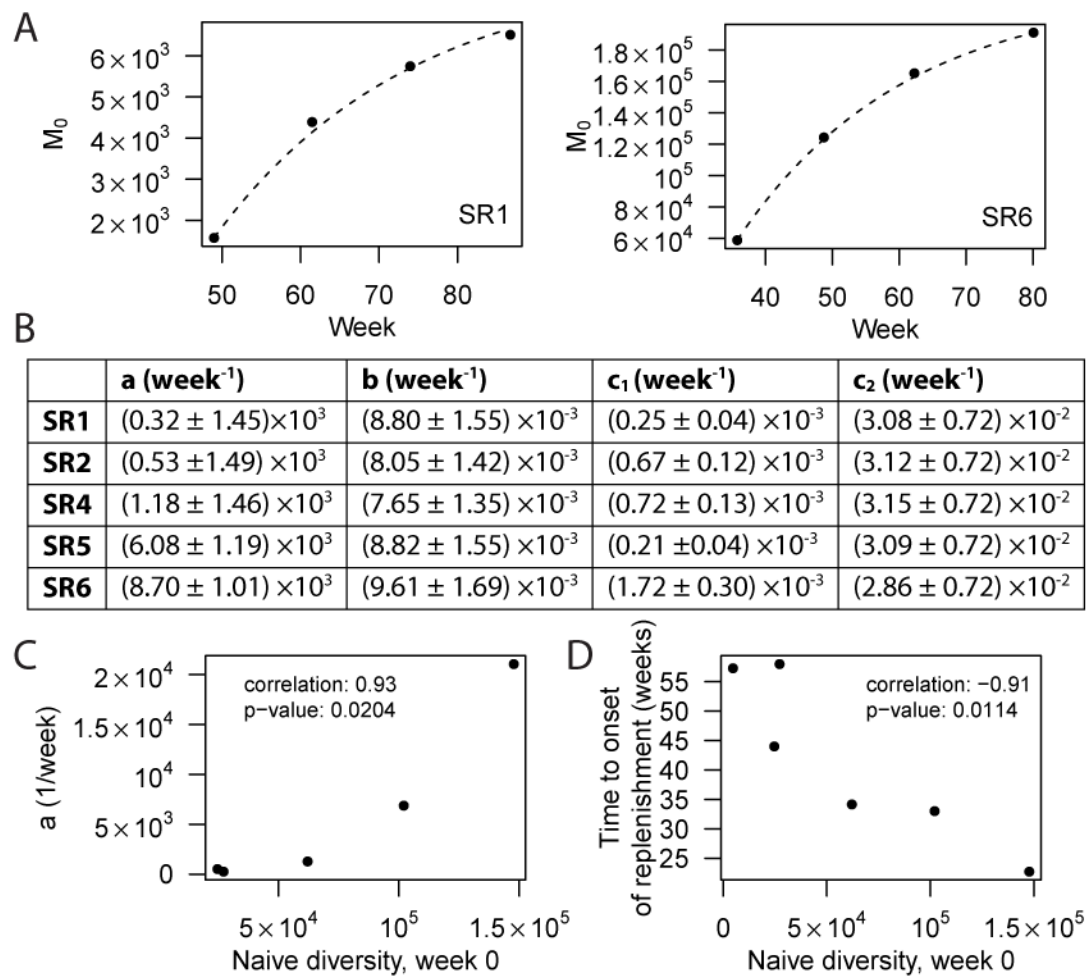 A
M₀
6×10³
5×10³
4×10³
3×10³
2×10³
SR1
50 60 70 80
Week
M₀
1.8×10⁵
1.6×10⁵
1.4×10⁵
1.2×10⁵
10⁵
8×10⁴
6×10⁴
SR6
40 50 60 70 80
Week
B
a (week⁻¹) b (week⁻¹) c₁ (week⁻¹) c₂ (week⁻¹)
SR1 (0.32 ± 1.45)×10³ (8.80 ± 1.55) ×10⁻³ (0.25 ± 0.04) ×10⁻³ (3.08 ± 0.72) ×10⁻²
SR2 (0.53 ±1.49) ×10³ (8.05 ± 1.42) ×10⁻³ (0.67 ± 0.12) ×10⁻³ (3.12 ± 0.72) ×10⁻²
SR4 (1.18 ± 1.46) ×10³ (7.65 ± 1.35) ×10⁻³ (0.72 ± 0.13) ×10⁻³ (3.15 ± 0.72) ×10⁻²
SR5 (6.08 ± 1.19) ×10³ (8.82 ± 1.55) ×10⁻³ (0.21 ±0.04) ×10⁻³ (3.09 ± 0.72) ×10⁻²
SR6 (8.70 ± 1.01) ×10³ (9.61 ± 1.69) ×10⁻³ (1.72 ± 0.30) ×10⁻³ (2.86 ± 0.72) ×10⁻²
C
a (1/week)
2×10⁴
1.5×10⁴
10⁴
5×10³
0
correlation: 0.93
p−value: 0.0204
5×10⁴ 10⁵ 1.5×10⁵
Naive diversity, week 0
D
Time to onset
of replenishment (weeks)
55
50
45
40
35
30
25
correlation: −0.91
p−value: 0.0114
0 5×10⁴ 10⁵ 1.5×10⁵
Naive diversity, week 0